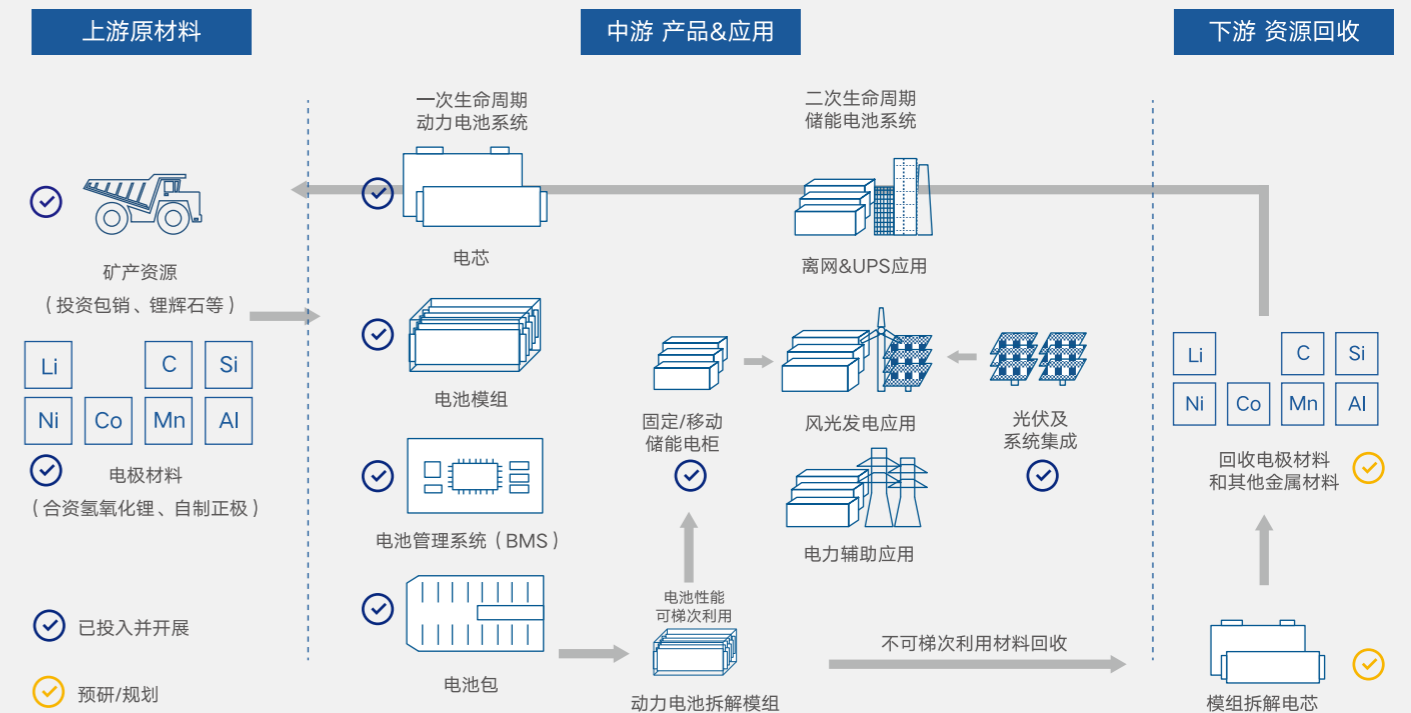 上游原材料
中游 产品&应用
下游 资源回收
矿产资源
（投资包销、锂辉石等）
Li
C
Si
Ni
Co
Mn
Al
电极材料
（合资氢氧化锂、自制正极）
已投入并开展
预研/规划
一次生命周期
动力电池系统
电芯
电池模组
电池管理系统（BMS）
电池包
二次生命周期
储能电池系统
离网&UPS应用
固定/移动
储能电柜
风光发电应用
光伏及
系统集成
电力辅助应用
电池性能
可梯次利用
动力电池拆解模组
不可梯次利用材料回收
Li
C
Si
Ni
Co
Mn
Al
回收电极材料
和其他金属材料
模组拆解电芯